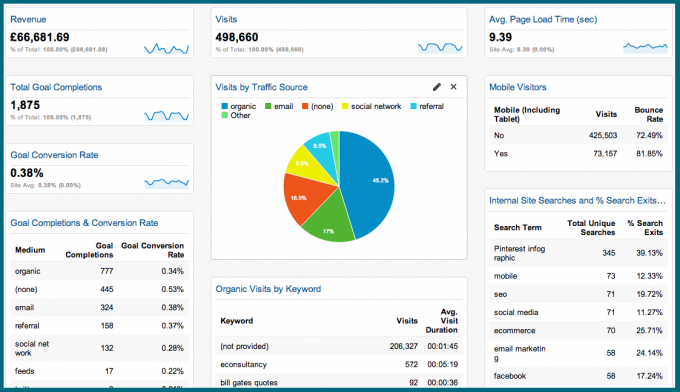 Revenue
£66,681.69
% of Total: 100.00% (£66,681.69)
Total Goal Completions
1,875
% of Total: 100.00% (1,875)
Goal Conversion Rate
0.38%
Site Avg: 0.38% (0.00%)
Goal Completions & Conversion Rate
Medium Goal Completions Goal Conversion Rate
organic 777 0.34%
(none) 445 0.53%
email 324 0.38%
referral 158 0.37%
social net
work 132 0.28%
feeds 17 0.22%
Visits
498,660
% of Total: 100.00% (498,660)
Visits by Traffic Source
organic email (none) social network referral
Other
45.2%
17%
16.9%
8.5%
Organic Visits by Keyword
Keyword Visits Avg. Visit Duration
(not provided) 206,327 00:01:45
econsultancy 572 00:05:19
bill gates quotes 92 00:00:36
Avg. Page Load Time (sec)
9.39
Site Avg: 9.39 (0.00%)
Mobile Visitors
Mobile (Including Tablet) Visits Bounce Rate
No 425,503 72.49%
Yes 73,157 81.85%
Internal Site Searches and % Search Exits...
Search Term Total Unique Searches % Search Exits
Pinterest infog
raphic 345 39.13%
mobile 73 12.33%
seo 71 19.72%
social media 71 11.27%
ecommerce 70 25.71%
email marketin
g 58 24.14%
facebook 58 17.24%